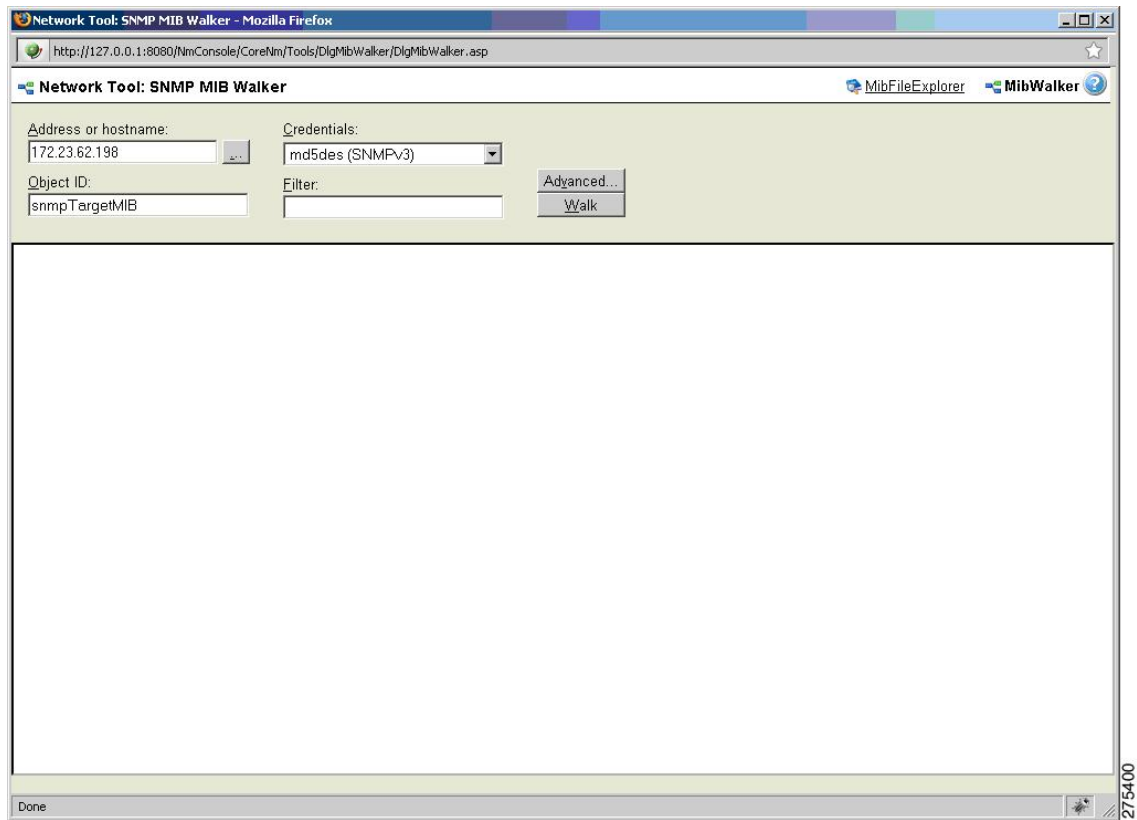 Network Tool: SNMP MIB Walker - Mozilla Firefox
http://127.0.0.1:8080/NmConsole/CoreNm/Tools/DlgMibWalker/DlgMibWalker.asp
Network Tool: SNMP MIB Walker
MibFileExplorer
MibWalker
?
Address or hostname:
Credentials:
172.23.62.198
...
md5des (SNMPv3)
Object ID:
Filter:
Advanced...
snmpTargetMIB
Walk
Done
275400